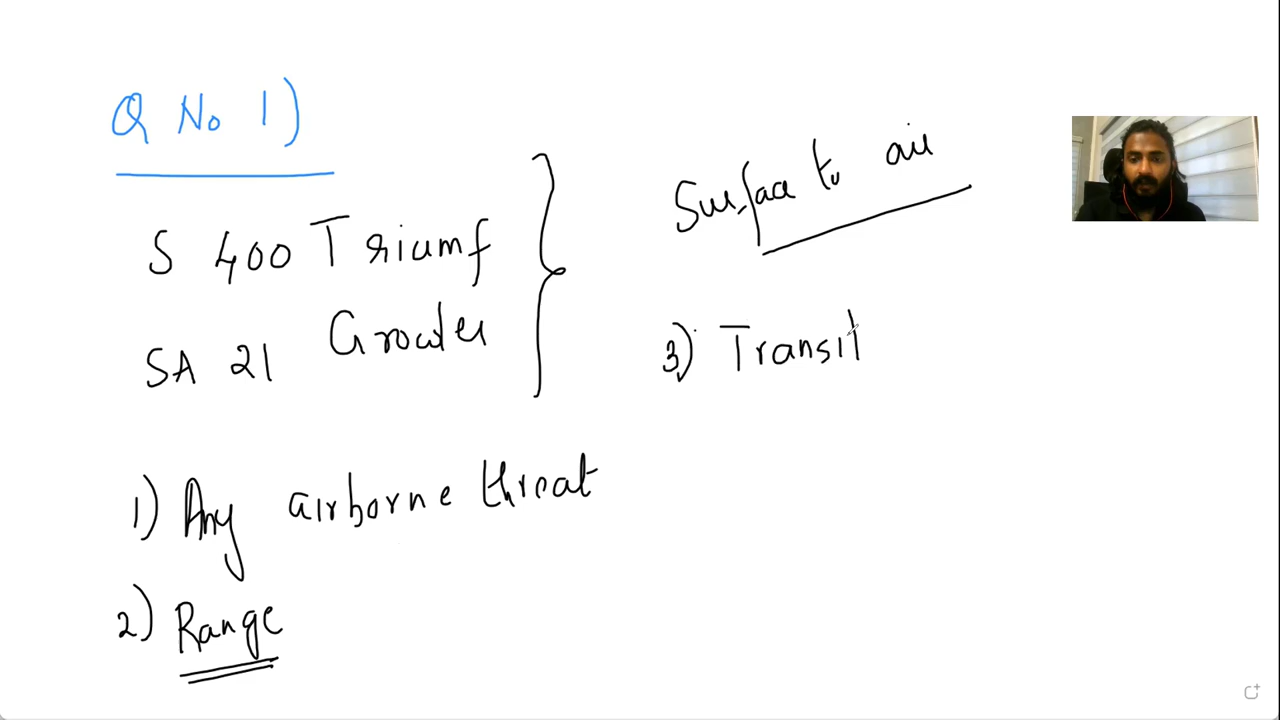 Q No 1)
S 400 Triumf
SA 21 Growler
Surface to air
1) Any airborne threat
2) Range
3) Transit